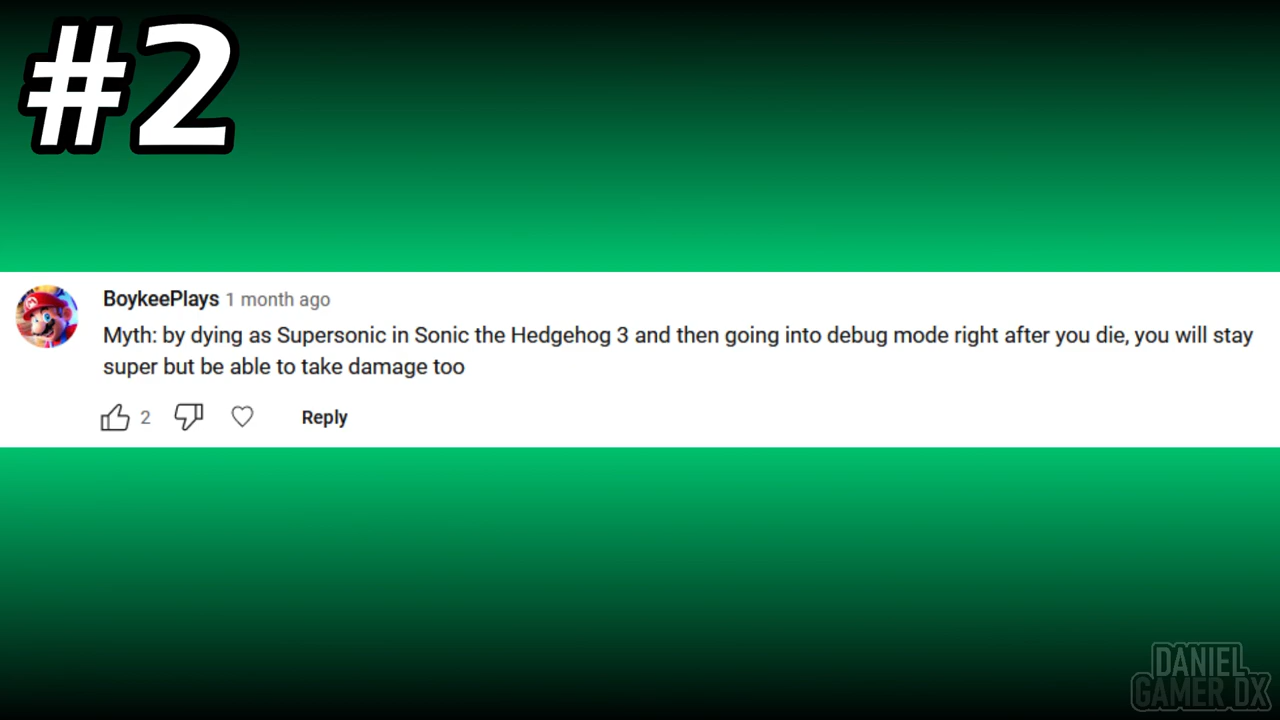 #2
BoykeePlays 1 month ago
Myth: by dying as Supersonic in Sonic the Hedgehog 3 and then going into debug mode right after you die, you will stay
super but be able to take damage too
2 Reply
DANIEL
GAMER DX